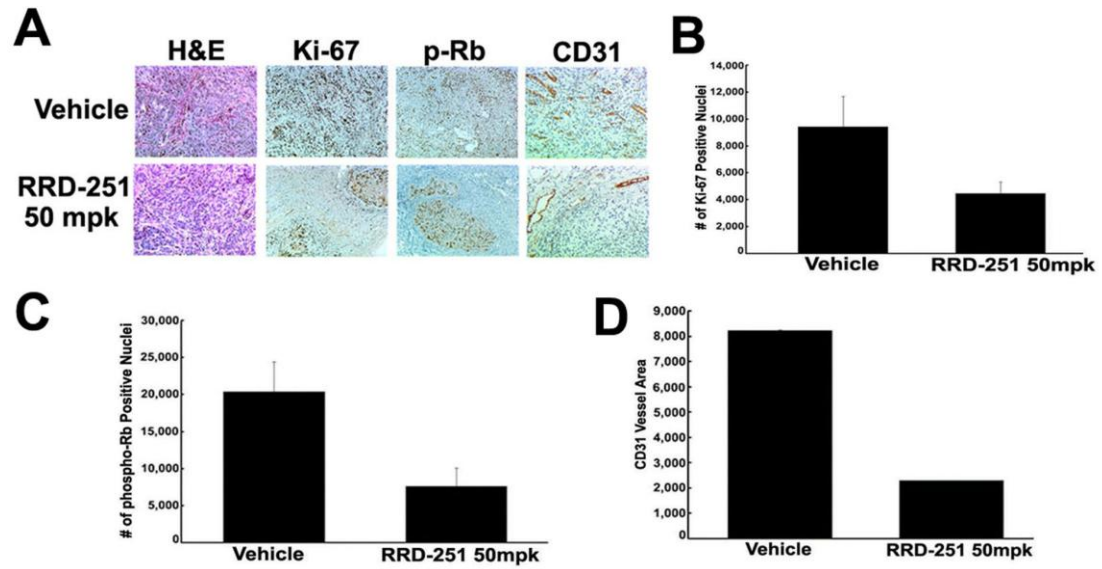 A
H&E
Ki-67
p-Rb
CD31
Vehicle
RRD-251
50 mpk
B
# of Ki-67 Positive Nuclei
14,000
12,000
10,000
8,000
6,000
4,000
2,000
0
Vehicle
RRD-251 50mpk
C
# of phospho-Rb Positive Nuclei
30,000
25,000
20,000
15,000
10,000
5,000
0
Vehicle
RRD-251 50mpk
D
CD31 Vessel Area
9,000
8,000
7,000
6,000
5,000
4,000
3,000
2,000
1,000
0
Vehicle
RRD-251 50mpk